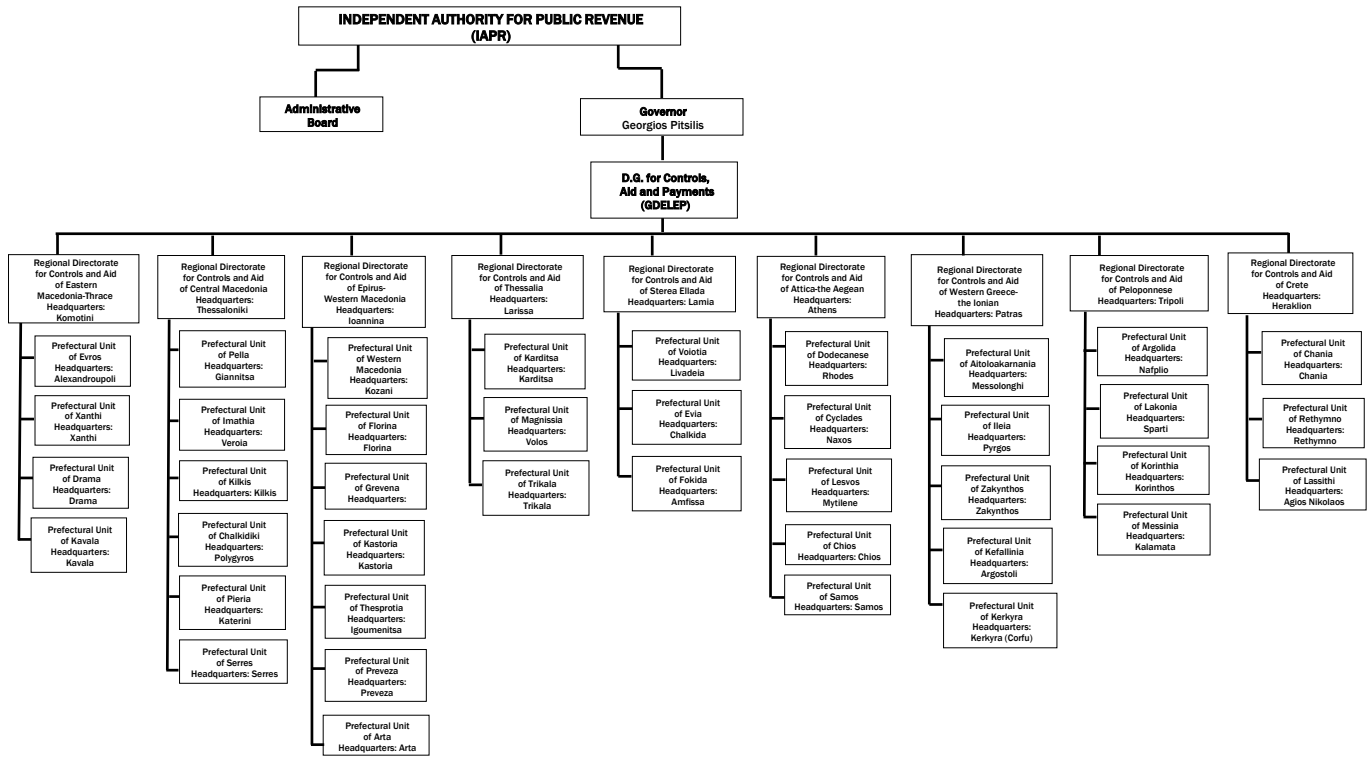 INDEPENDENT AUTHORITY FOR PUBLIC REVENUE
(IAPR)
Administrative
Board
Governor
Georgios Pitsilis
D.G. for Controls,
Aid and Payments
(GDELEP)
Regional Directorate
for Controls and Aid
of Eastern
Macedonia-Thrace
Headquarters:
Komotini
Prefectural Unit
of Evros
Headquarters:
Alexandroupoli
Prefectural Unit
of Xanthi
Headquarters:
Xanthi
Prefectural Unit
of Drama
Headquarters:
Drama
Prefectural Unit
of Kavala
Headquarters:
Kavala
Regional Directorate
for Controls and Aid
of Central Macedonia
Headquarters:
Thessaloniki
Prefectural Unit
of Pella
Headquarters:
Giannitsa
Prefectural Unit
of Imathia
Headquarters:
Veroia
Prefectural Unit
of Kilkis
Headquarters: Kilkis
Prefectural Unit
of Chalkidiki
Headquarters:
Polygyros
Prefectural Unit
of Pieria
Headquarters:
Katerini
Prefectural Unit
of Serres
Headquarters: Serres
Regional Directorate
for Controls and Aid
of Epirus-
Western Macedonia
Headquarters:
Ioannina
Prefectural Unit
of Western
Macedonia
Headquarters:
Kozani
Prefectural Unit
of Florina
Headquarters:
Florina
Prefectural Unit
of Grevena
Headquarters:
Prefectural Unit
of Kastoria
Headquarters:
Kastoria
Prefectural Unit
of Thesprotia
Headquarters:
Igoumenitsa
Prefectural Unit
of Preveza
Headquarters:
Preveza
Prefectural Unit
of Arta
Headquarters: Arta
Regional Directorate
for Controls and Aid
of Thessalia
Headquarters:
Larissa
Prefectural Unit
of Karditsa
Headquarters:
Karditsa
Prefectural Unit
of Magnissia
Headquarters:
Volos
Prefectural Unit
of Trikala
Headquarters:
Trikala
Regional Directorate
for Controls and Aid
of Sterea Ellada
Headquarters: Lamia
Prefectural Unit
of Voiotia
Headquarters:
Livadeia
Prefectural Unit
of Evia
Headquarters:
Chalkida
Prefectural Unit
of Fokida
Headquarters:
Amfissa
Regional Directorate
for Controls and Aid
of Attica-the Aegean
Headquarters:
Athens
Prefectural Unit
of Dodecanese
Headquarters:
Rhodes
Prefectural Unit
of Cyclades
Headquarters:
Naxos
Prefectural Unit
of Lesvos
Headquarters:
Mytilene
Prefectural Unit
of Chios
Headquarters: Chios
Prefectural Unit
of Samos
Headquarters: Samos
Regional Directorate
for Controls and Aid
of Western Greece-
the Ionian
Headquarters: Patras
Prefectural Unit
of Aitoloakarnania
Headquarters:
Messolonghi
Prefectural Unit
of Ileia
Headquarters:
Pyrgos
Prefectural Unit
of Zakynthos
Headquarters:
Zakynthos
Prefectural Unit
of Kefallinia
Headquarters:
Argostoli
Prefectural Unit
of Kerkyra
Headquarters:
Kerkyra (Corfu)
Regional Directorate
for Controls and Aid
of Peloponnese
Headquarters: Tripoli
Prefectural Unit
of Argolida
Headquarters:
Nafplio
Prefectural Unit
of Lakonia
Headquarters:
Sparti
Prefectural Unit
of Korinthia
Headquarters:
Korinthos
Prefectural Unit
of Messinia
Headquarters:
Kalamata
Regional Directorate
for Controls and Aid
of Crete
Headquarters:
Heraklion
Prefectural Unit
of Chania
Headquarters:
Chania
Prefectural Unit
of Rethymno
Headquarters:
Rethymno
Prefectural Unit
of Lassithi
Headquarters:
Agios Nikolaos